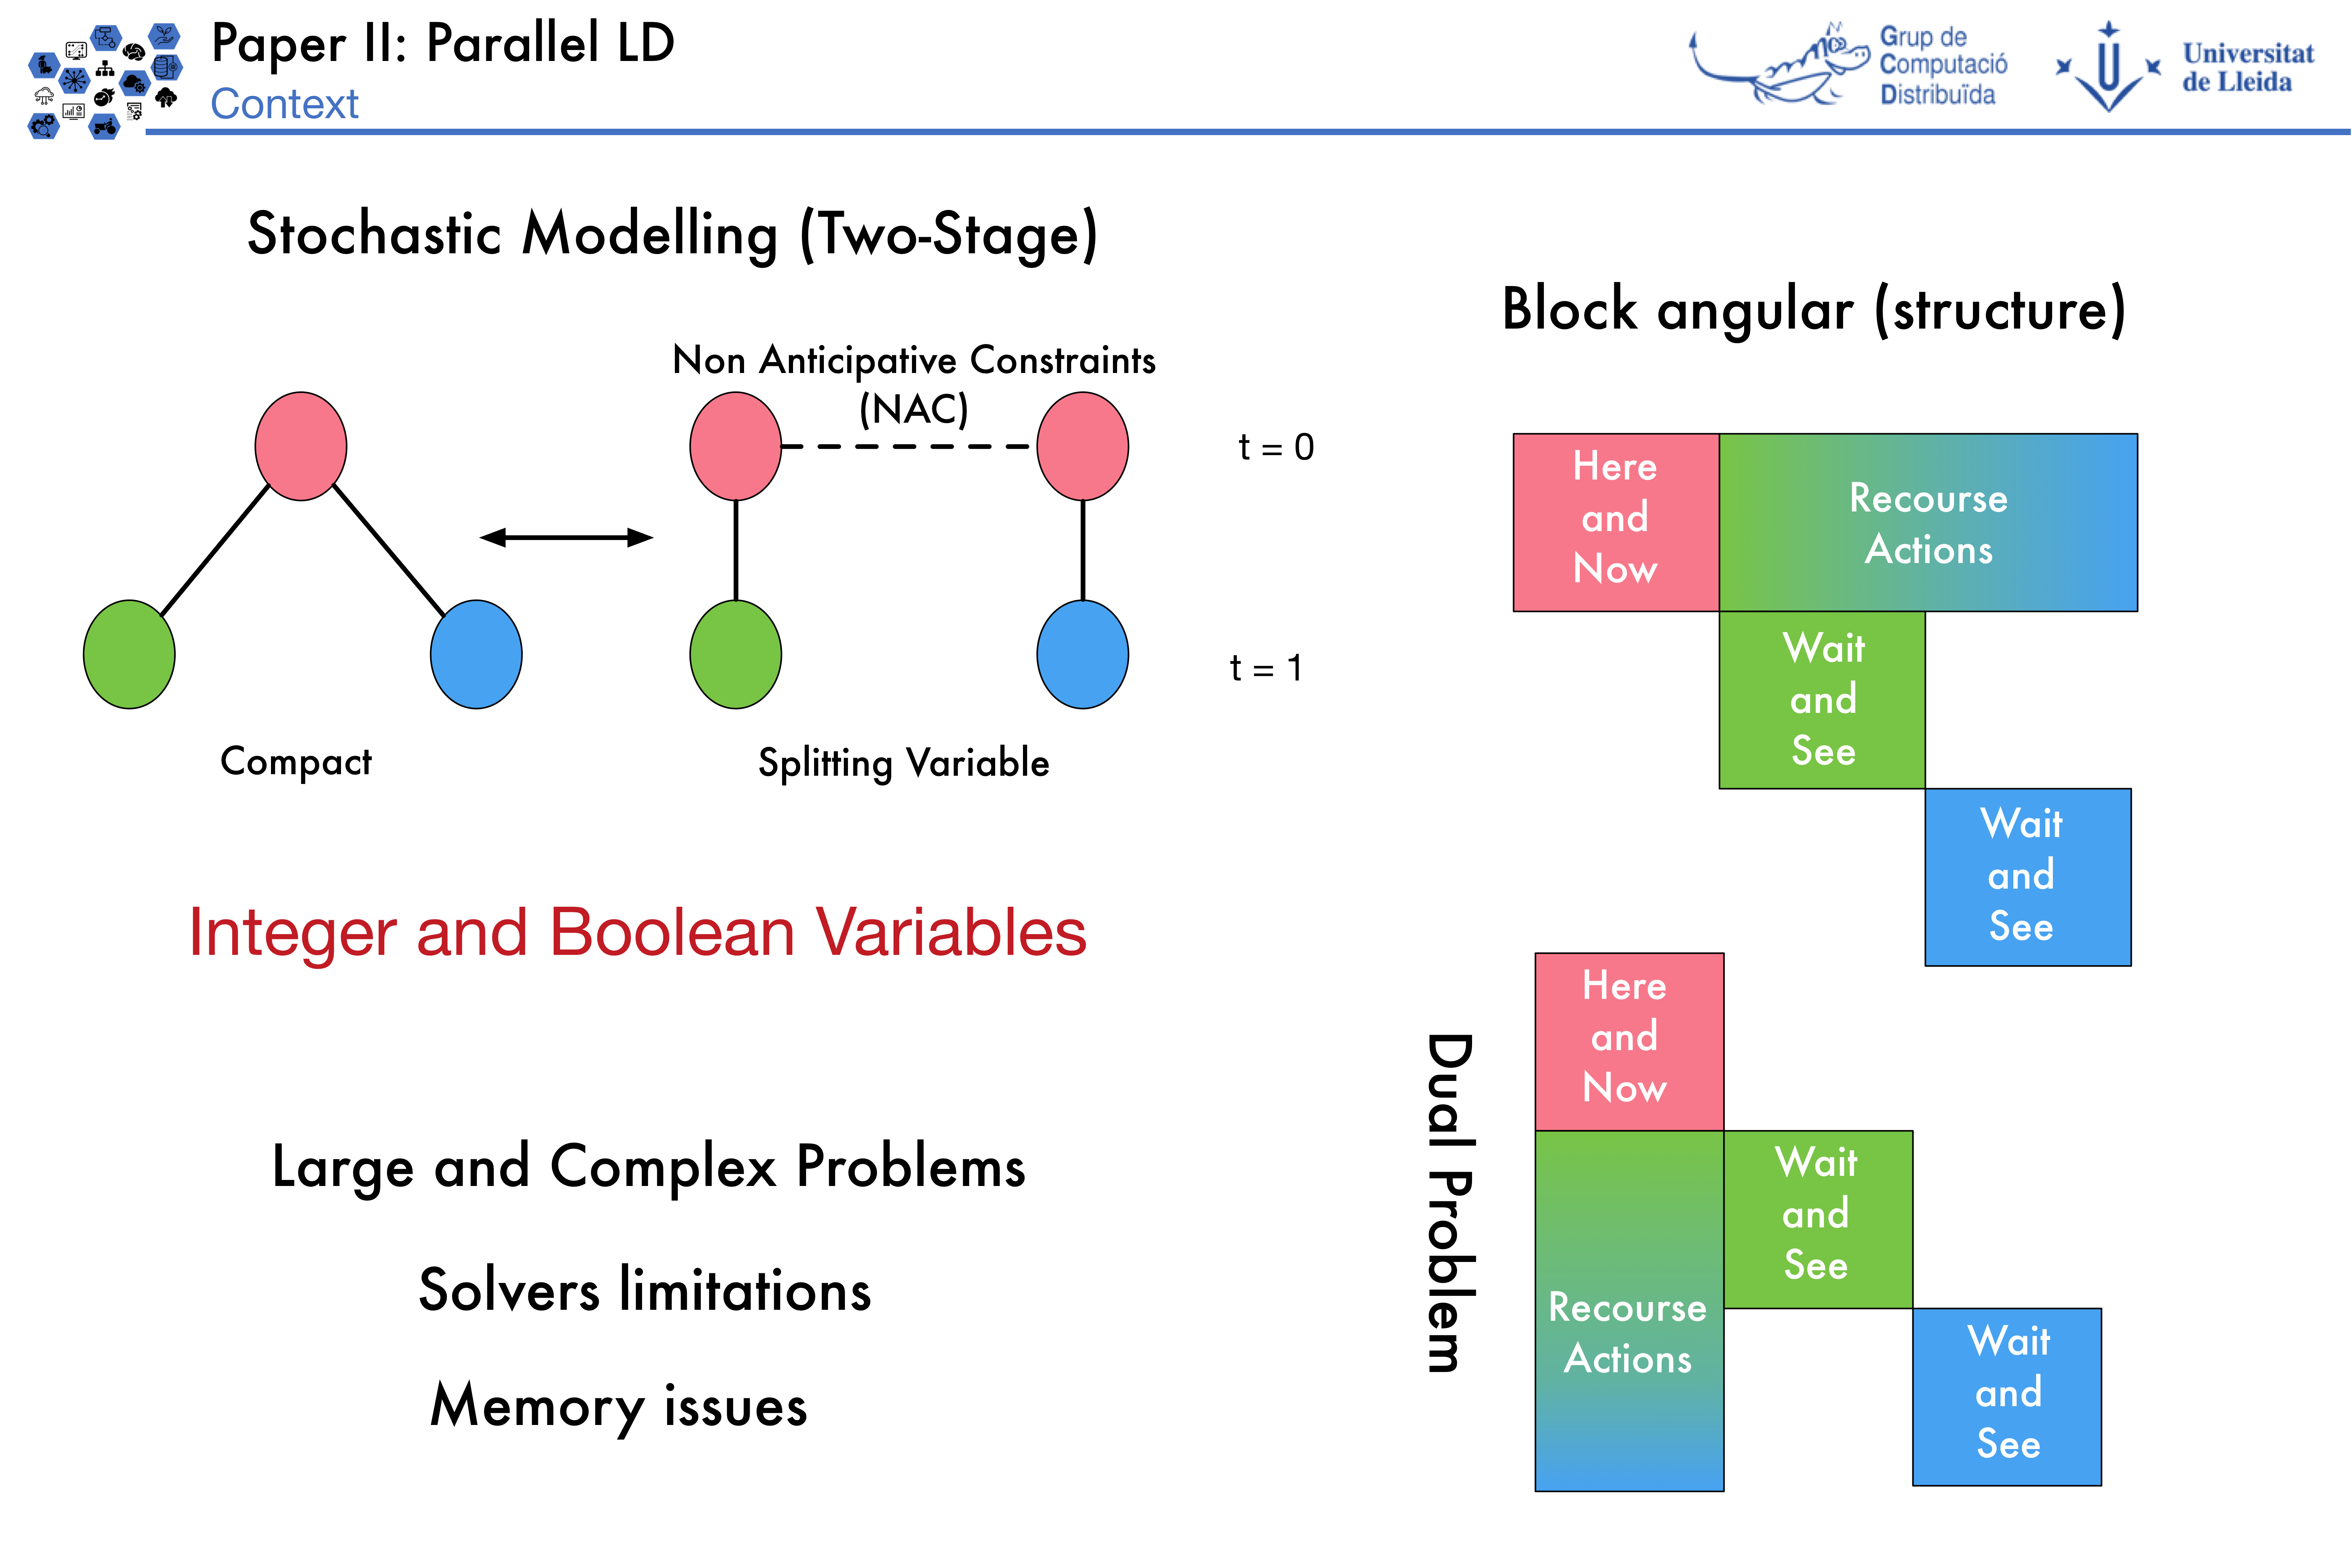 Paper II: Parallel LD
Context
Grup de
Computació
Distribuïda
Universitat
de Lleida
Stochastic Modelling (Two-Stage)
Non Anticipative Constraints
(NAC)
t = 0
t = 1
Compact
Splitting Variable
Integer and Boolean Variables
Large and Complex Problems
Solvers limitations
Memory issues
Block angular (structure)
Here
and
Now
Recourse
Actions
Wait
and
See
Wait
and
See
Dual Problem
Here
and
Now
Recourse
Actions
Wait
and
See
Wait
and
See